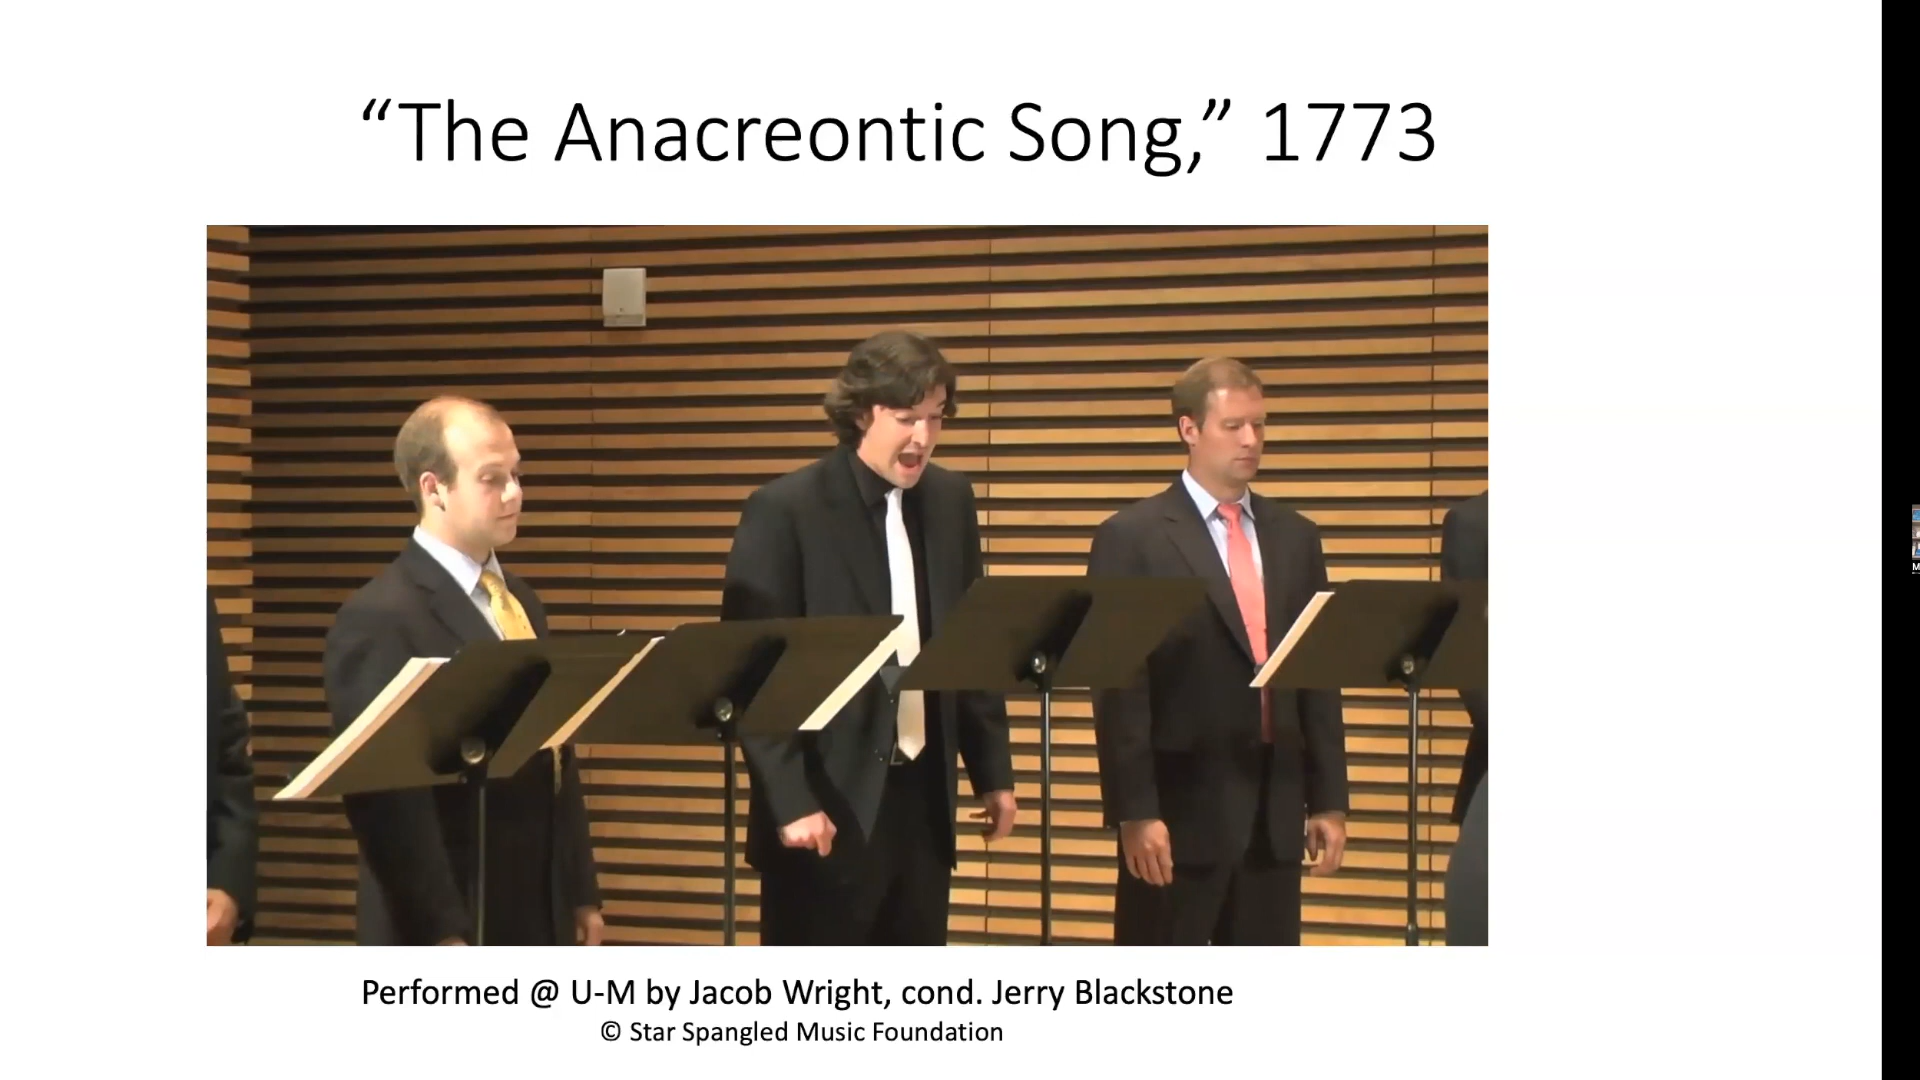 “The Anacreontic Song,” 1773
Performed @ U-M by Jacob Wright, cond. Jerry Blackstone
© Star Spangled Music Foundation